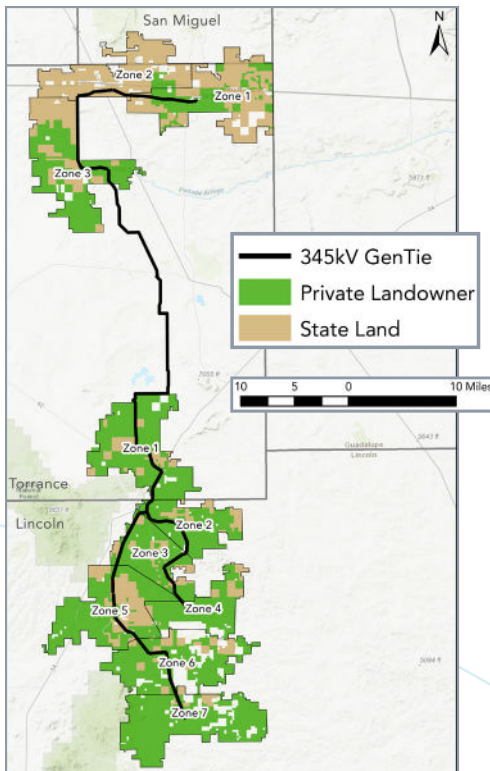 San Miguel
N
Zone 2
Zone 1
Zone 3
345kV GenTie
Private Landowner
State Land
10 5 0 10 Miles
Zone 1
Guadalupe
Lincoln
Torrance
Lincoln
Zone 2
Zone 3
Zone 4
Zone 5
Zone 6
Zone 7